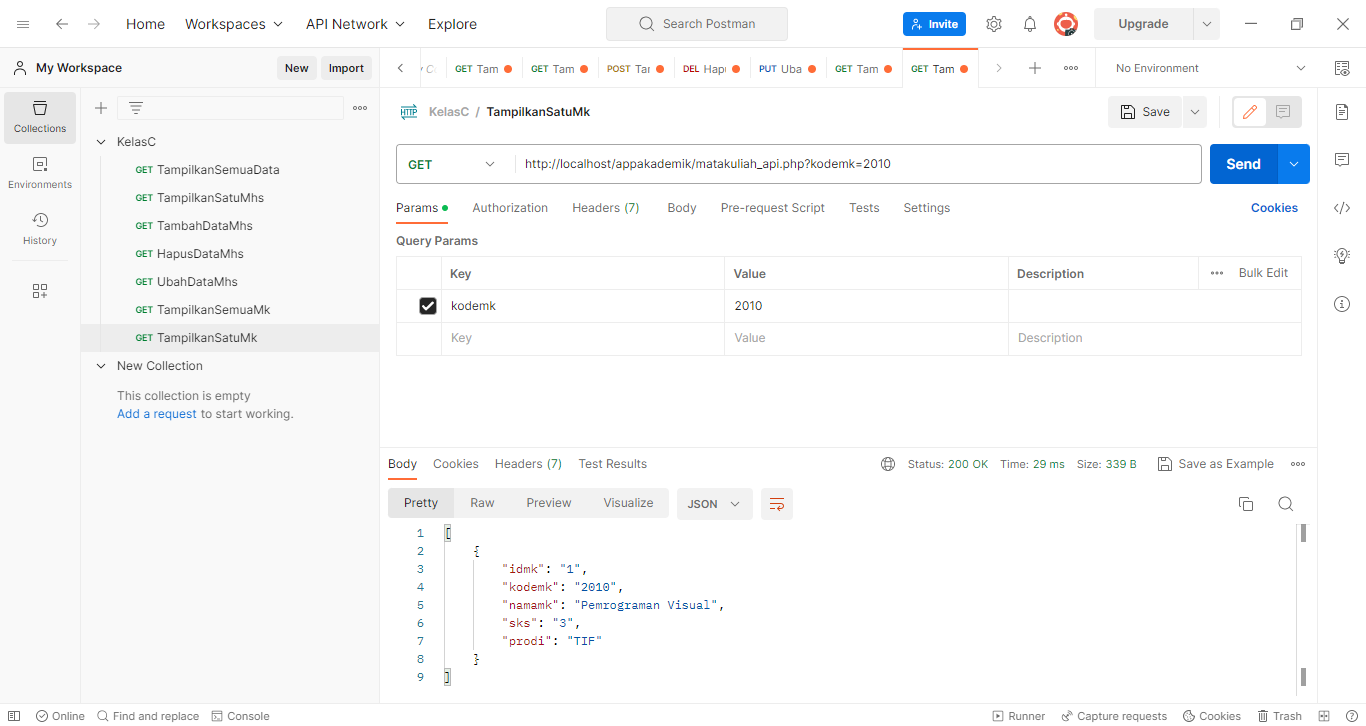 Home Workspaces API Network Explore Search Postman Invite Upgrade
My Workspace New Import GET Tam GET Tam POST Tar DEL Hapu PUT Uba GET Tam GET Tam No Environment
Collections
Environments
History
KelasC
GET TampilkanSemuaData
GET TampilkanSatuMhs
GET TambahDataMhs
GET HapusDataMhs
GET UbahDataMhs
GET TampilkanSemuaMk
GET TampilkanSatuMk
New Collection
This collection is empty
Add a request to start working.
HTTP KelasC / TampilkanSatuMk Save
GET http://localhost/appakademik/matakuliah_api.php?kodemk=2010 Send
Params Authorization Headers (7) Body Pre-request Script Tests Settings Cookies
Query Params
Key Value Description Bulk Edit
kodemk 2010
Key Value Description
Body Cookies Headers (7) Test Results Status: 200 OK Time: 29 ms Size: 339 B Save as Example
Pretty Raw Preview Visualize JSON
1 [
2 {
3 "idmk": "1",
4 "kodemk": "2010",
5 "namamk": "Pemrograman Visual",
6 "sks": "3",
7 "prodi": "TIF"
8 }
9 ]
Online Find and replace Console Runner Capture requests Cookies Trash